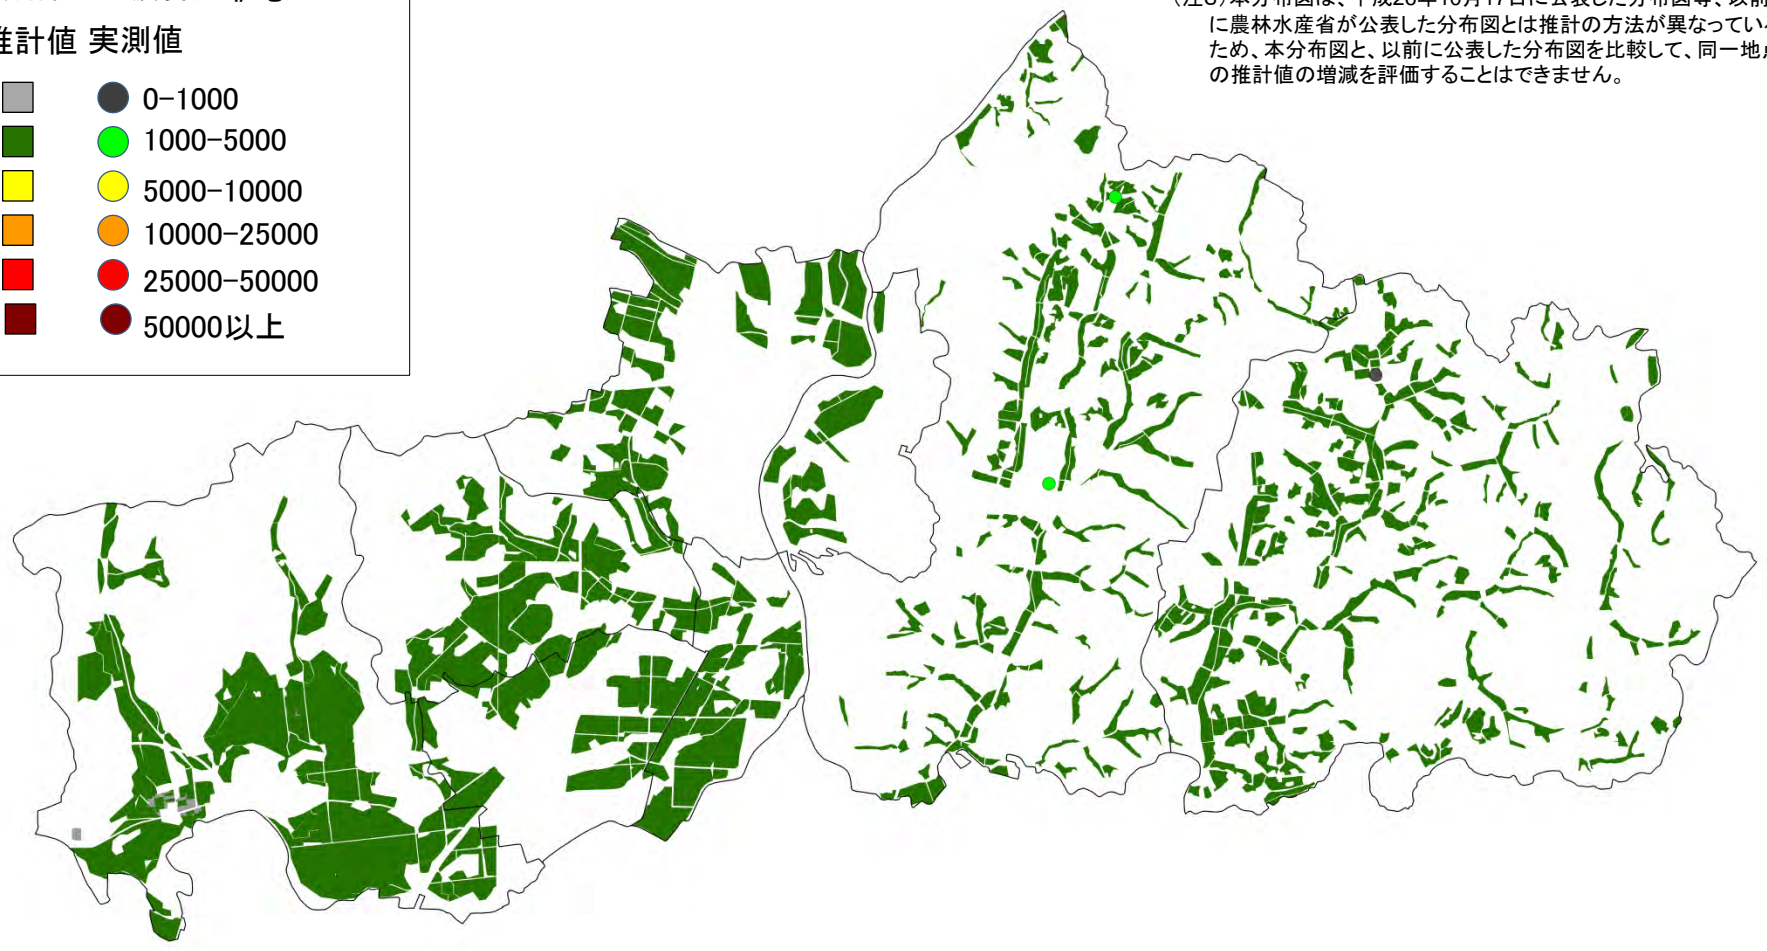 推計値 実測値
0-1000
1000-5000
5000-10000
10000-25000
25000-50000
50000以上
に農林水産省が公表した分布図とは推計の方法が異なっている
ため、本分布図と、以前に公表した分布図を比較して、同一地点
の推計値の増減を評価することはできません。